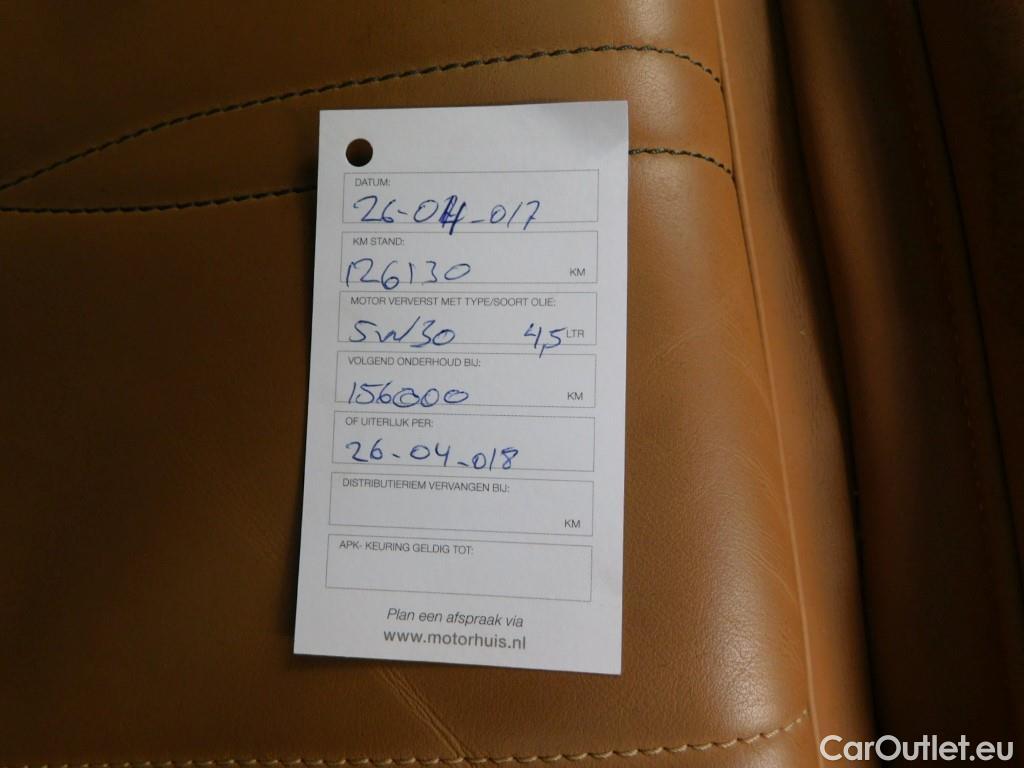 DATUM:
26-04-017
KM STAND:
126130 KM
MOTOR VERVERST MET TYPE/SOORT OLIE:
5w30 4,5 LTR
VOLGEND ONDERHOUD BIJ:
156000 KM
OF UITERLIJK PER:
26-04-018
DISTRIBUTIERIEM VERVANGEN BIJ:
KM
APK- KEURING GELDIG TOT:
Plan een afspraak via
www.motorhuis.nl
CarOutlet.eu